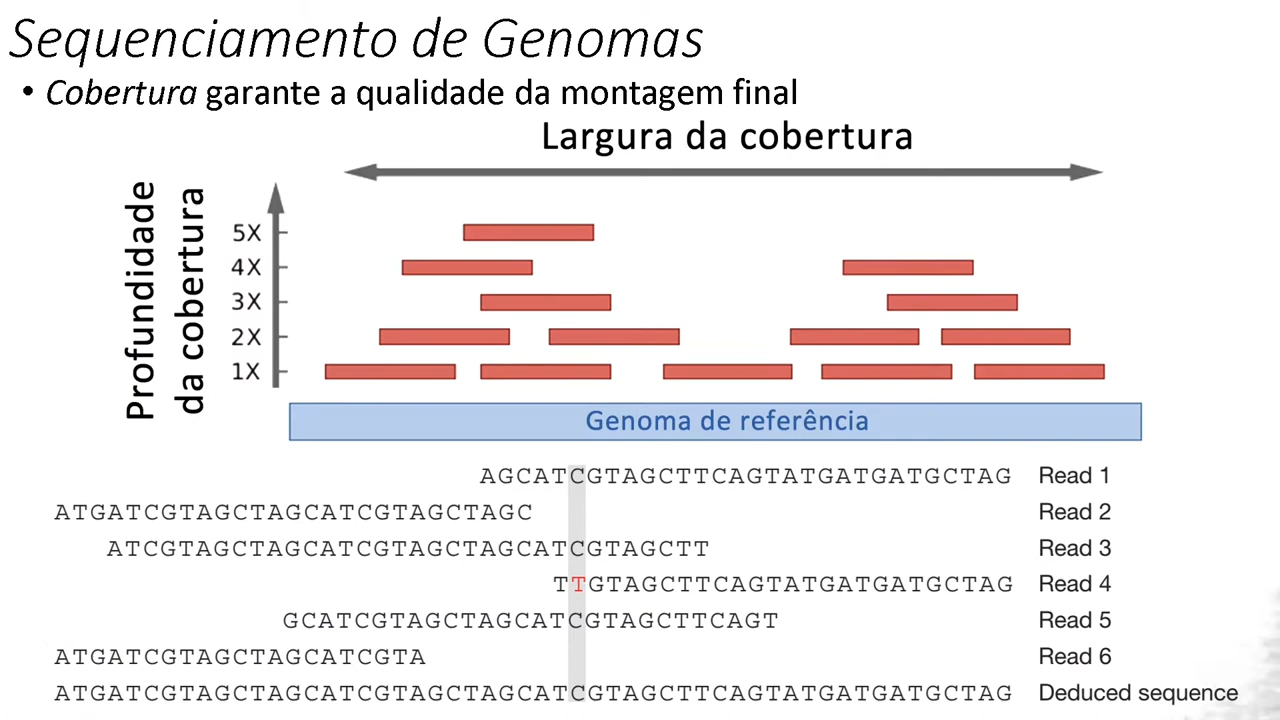 Sequenciamento de Genomas
• Cobertura garante a qualidade da montagem final
Largura da cobertura
Profundidade
da cobertura
5X
4X
3X
2X
1X
Genoma de referência
AGCATCGTAGCTTCAGTATGATGATGCTAG Read 1
ATGATCGTAGCTAGCATCGTAGCTAGC Read 2
ATCGTAGCTAGCATCGTAGCTAGCATCGTAGCTT Read 3
TTGTAGCTTCAGTATGATGATGCTAG Read 4
GCATCGTAGCTAGCATCGTAGCTTCAGT Read 5
ATGATCGTAGCTAGCATCGTA Read 6
ATGATCGTAGCTAGCATCGTAGCTAGCATCGTAGCTTCAGTATGATGATGCTAG Deduced sequence